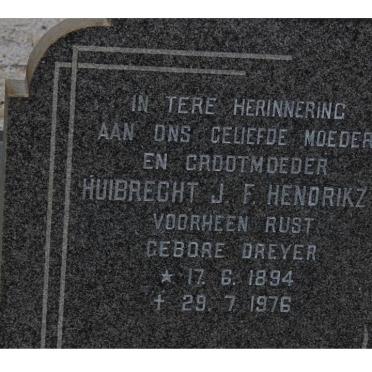 IN TERE HERINNERING
AAN ONS GELIEFDE MOEDER
EN GROOTMOEDER
HUIBRECHT J. F. HENDRIKZ
VOORHEEN RUST
GEBORE DREYER
* 17. 6. 1894
† 29. 7. 1976